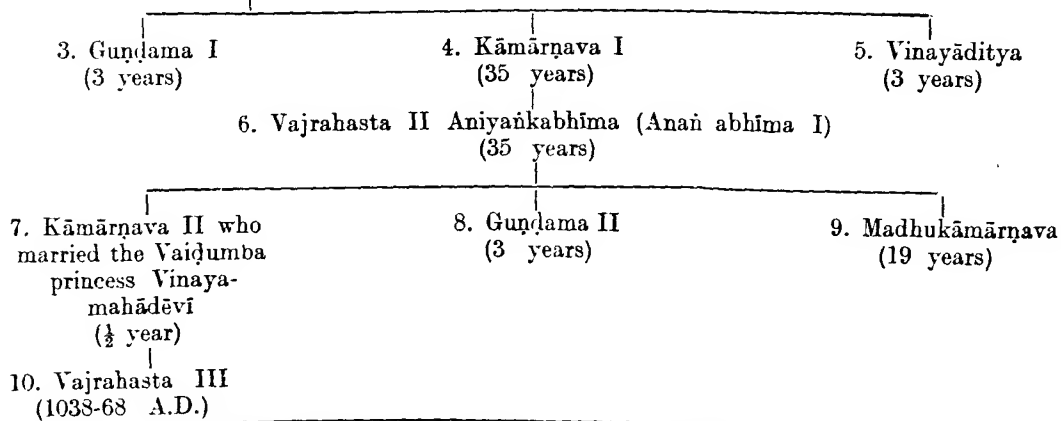 3. Guṇḍama I
(3 years)
4. Kāmārṇava I
(35 years)
5. Vinayāditya
(3 years)
6. Vajrahasta II Aniyaṅkabhīma (Anaṅ abhīma I)
(35 years)
7. Kāmārṇava II who
married the Vaiḍumba
princess Vinaya-
mahādēvī
(½ year)
8. Guṇḍama II
(3 years)
9. Madhukāmārṇava
(19 years)
10. Vajrahasta III
(1038-68 A.D.)